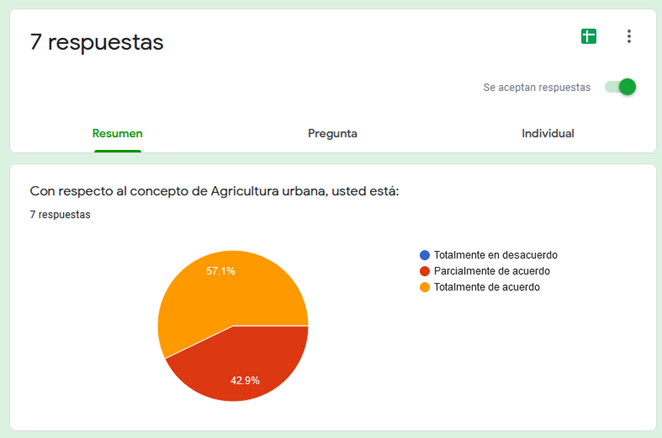 7 respuestas
Se aceptan respuestas
Resumen
Pregunta
Individual
Con respecto al concepto de Agricultura urbana, usted está:
7 respuestas
57.1%
42.9%
Totalmente en desacuerdo
Parcialmente de acuerdo
Totalmente de acuerdo